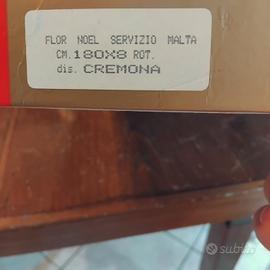 FLOR NOEL SERVIZIO MALTA
CM. 180X8 ROT.
dis. CREMONA
subito